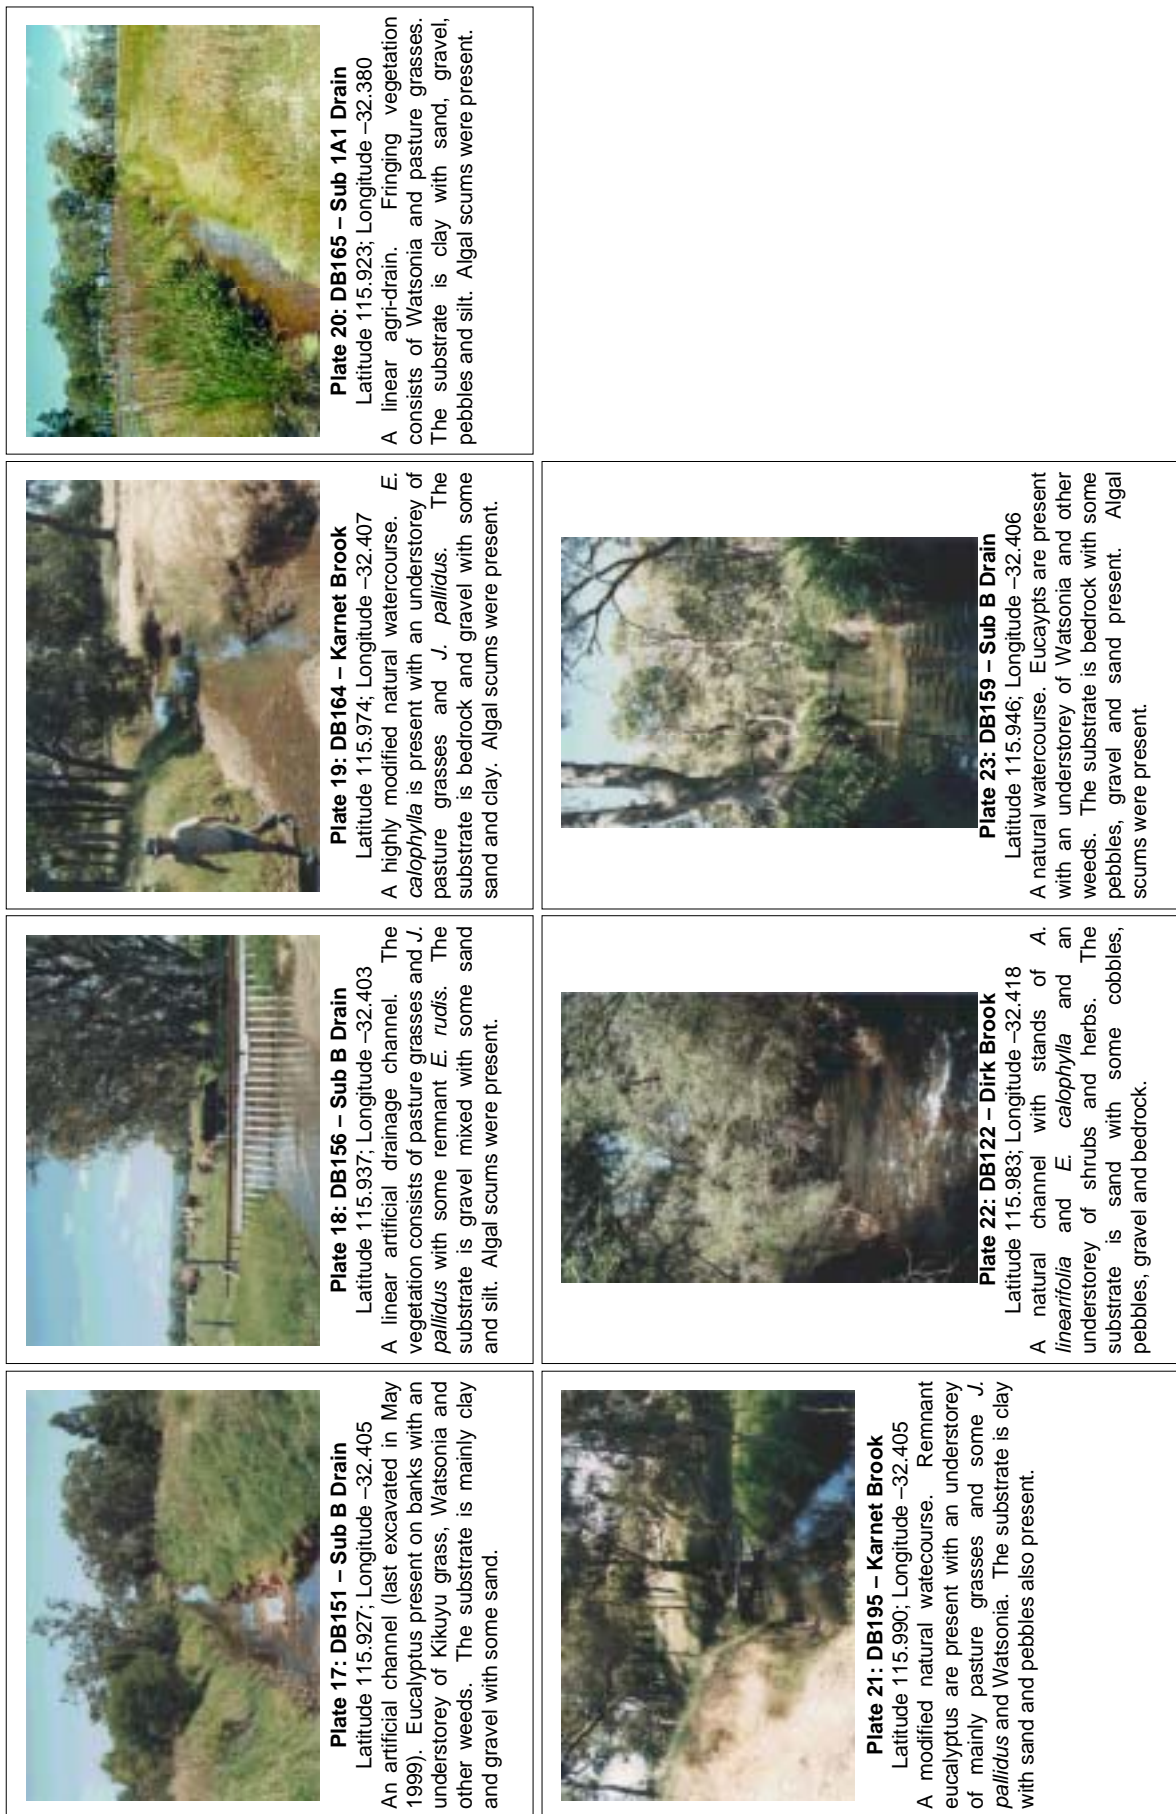 Plate 17: DB151 – Sub B Drain
Latitude 115.927; Longitude –32.405
An artificial channel (last excavated in May
1999). Eucalyptus present on banks with an
understorey of Kikuyu grass, Watsonia and
other weeds. The substrate is mainly clay
and gravel with some sand.
Plate 18: DB156 – Sub B Drain
Latitude 115.937; Longitude –32.403
A linear artificial drainage channel. The
vegetation consists of pasture grasses and J.
pallidus with some remnant E. rudis. The
substrate is gravel mixed with some sand
and silt. Algal scums were present.
Plate 19: DB164 – Karnet Brook
Latitude 115.974; Longitude –32.407
A highly modified natural watercourse. E.
calophylla is present with an understorey of
pasture grasses and J. pallidus. The
substrate is bedrock and gravel with some
sand and clay. Algal scums were present.
Plate 20: DB165 – Sub 1A1 Drain
Latitude 115.923; Longitude –32.380
A linear agri-drain. Fringing vegetation
consists of Watsonia and pasture grasses.
The substrate is clay with sand, gravel,
pebbles and silt. Algal scums were present.
Plate 21: DB195 – Karnet Brook
Latitude 115.990; Longitude –32.405
A modified natural watecourse. Remnant
eucalyptus are present with an understorey
of mainly pasture grasses and some J.
pallidus and Watsonia. The substrate is clay
with sand and pebbles also present.
Plate 22: DB122 – Dirk Brook
Latitude 115.983; Longitude –32.418
A natural channel with stands of A.
linearifolia and E. calophylla and an
understorey of shrubs and herbs. The
substrate is sand with some cobbles,
pebbles, gravel and bedrock.
Plate 23: DB159 – Sub B Drain
Latitude 115.946; Longitude –32.406
A natural watercourse. Eucaypts are present
with an understorey of Watsonia and other
weeds. The substrate is bedrock with some
pebbles, gravel and sand present. Algal
scums were present.